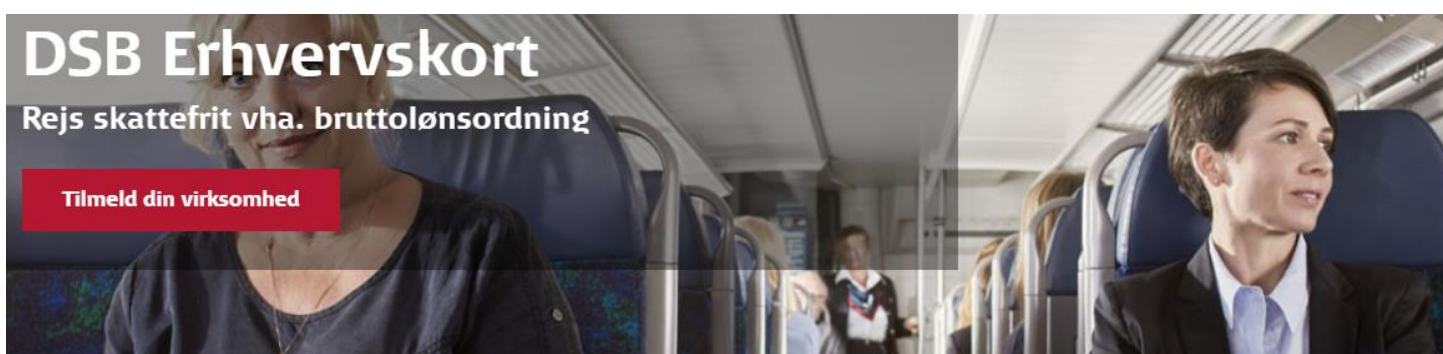 DSB Erhvervskort
Rejs skattefrit vha. bruttolønsordning
Tilmeld din virksomhed